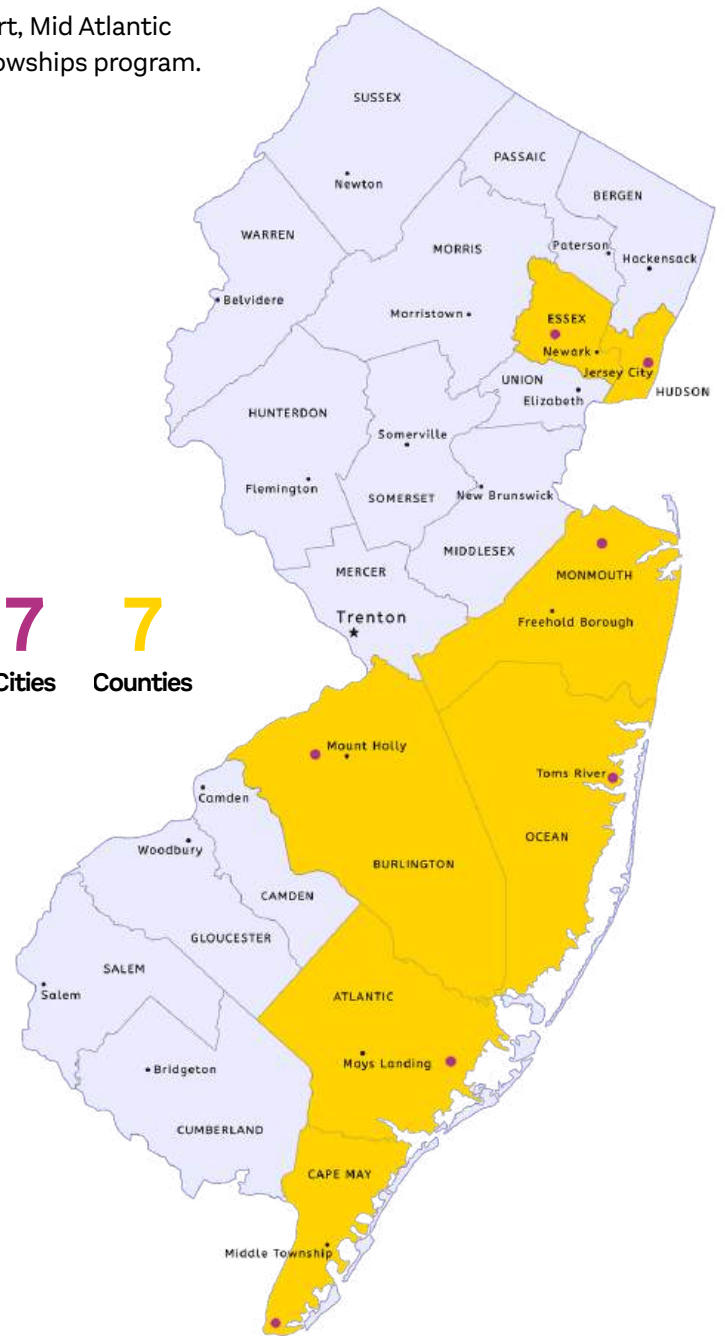 rt, Mid Atlantic
owships program.
SUSSEX
Newton
PASSAIC
BERGEN
WARREN
MORRIS
Paterson
Hackensack
Belvidere
Morristown
ESSEX
Newark
Jersey City
HUDSON
UNION
Elizabeth
HUNTERDON
Somerville
Flemington
SOMERSET
New Brunswick
MIDDLESEX
MERCER
MONMOUTH
Trenton
Freehold Borough
7 7
Cities Counties
Mount Holly
Toms River
Camden
OCEAN
Woodbury
BURLINGTON
CAMDEN
GLOUCESTER
SALEM
Salem
ATLANTIC
Mays Landing
Bridgeton
CUMBERLAND
CAPE MAY
Middle Township